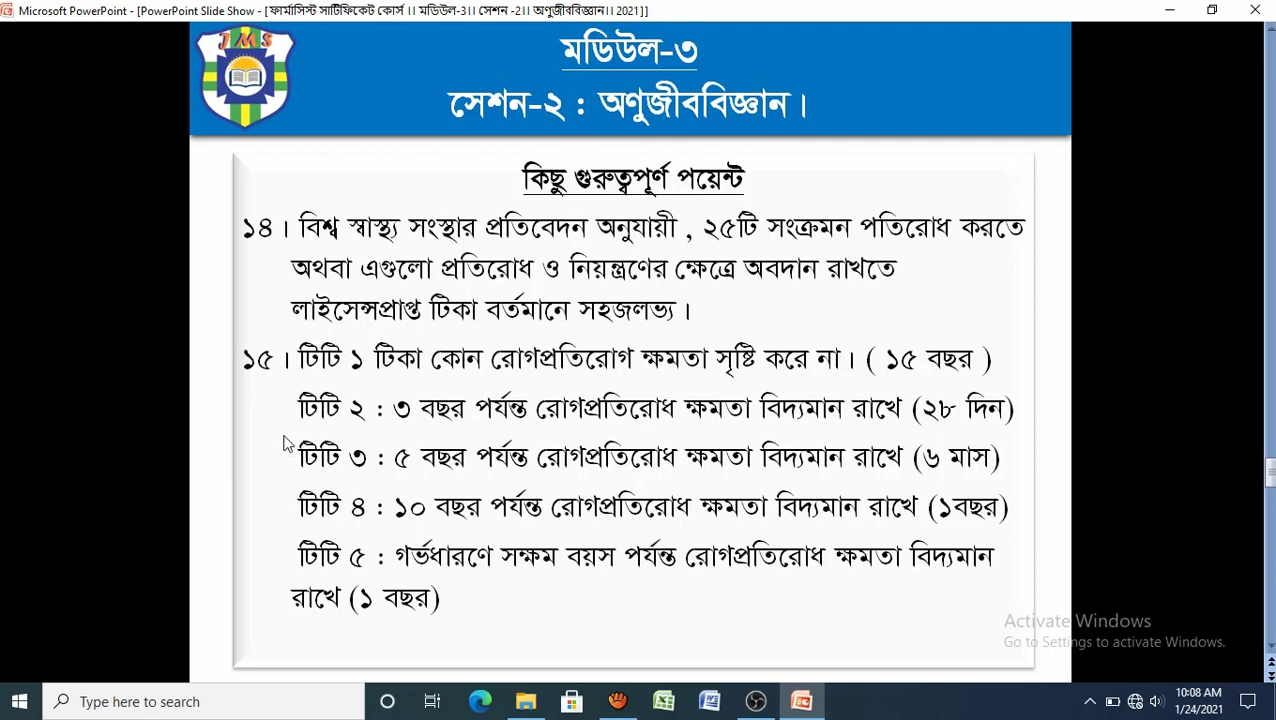 Microsoft PowerPoint - [PowerPoint Slide Show - [ফার্মাসিস্ট সার্টিফিকেট কোর্স ।। মডিউল-3।। সেশন -2।। অণুজীববিজ্ঞান।। 2021]]
JMS
মডিউল-৩
সেশন-২ : অণুজীববিজ্ঞান।
কিছু গুরুত্বপূর্ণ পয়েন্ট
১৪। বিশ্ব স্বাস্থ্য সংস্থার প্রতিবেদন অনুযায়ী , ২৫টি সংক্রমন পতিরোধ করতে
অথবা এগুলো প্রতিরোধ ও নিয়ন্ত্রণের ক্ষেত্রে অবদান রাখতে
লাইসেন্সপ্রাপ্ত টিকা বর্তমানে সহজলভ্য।
১৫। টিটি ১ টিকা কোন রোগপ্রতিরোগ ক্ষমতা সৃষ্টি করে না। ( ১৫ বছর )
টিটি ২ : ৩ বছর পর্যন্ত রোগপ্রতিরোধ ক্ষমতা বিদ্যমান রাখে (২৮ দিন)
টিটি ৩ : ৫ বছর পর্যন্ত রোগপ্রতিরোধ ক্ষমতা বিদ্যমান রাখে (৬ মাস)
টিটি ৪ : ১০ বছর পর্যন্ত রোগপ্রতিরোধ ক্ষমতা বিদ্যমান রাখে (১বছর)
টিটি ৫ : গর্ভধারণে সক্ষম বয়স পর্যন্ত রোগপ্রতিরোধ ক্ষমতা বিদ্যমান
রাখে (১ বছর)
Activate Windows
Go to Settings to activate Windows.
Type here to search
10:08 AM
1/24/2021